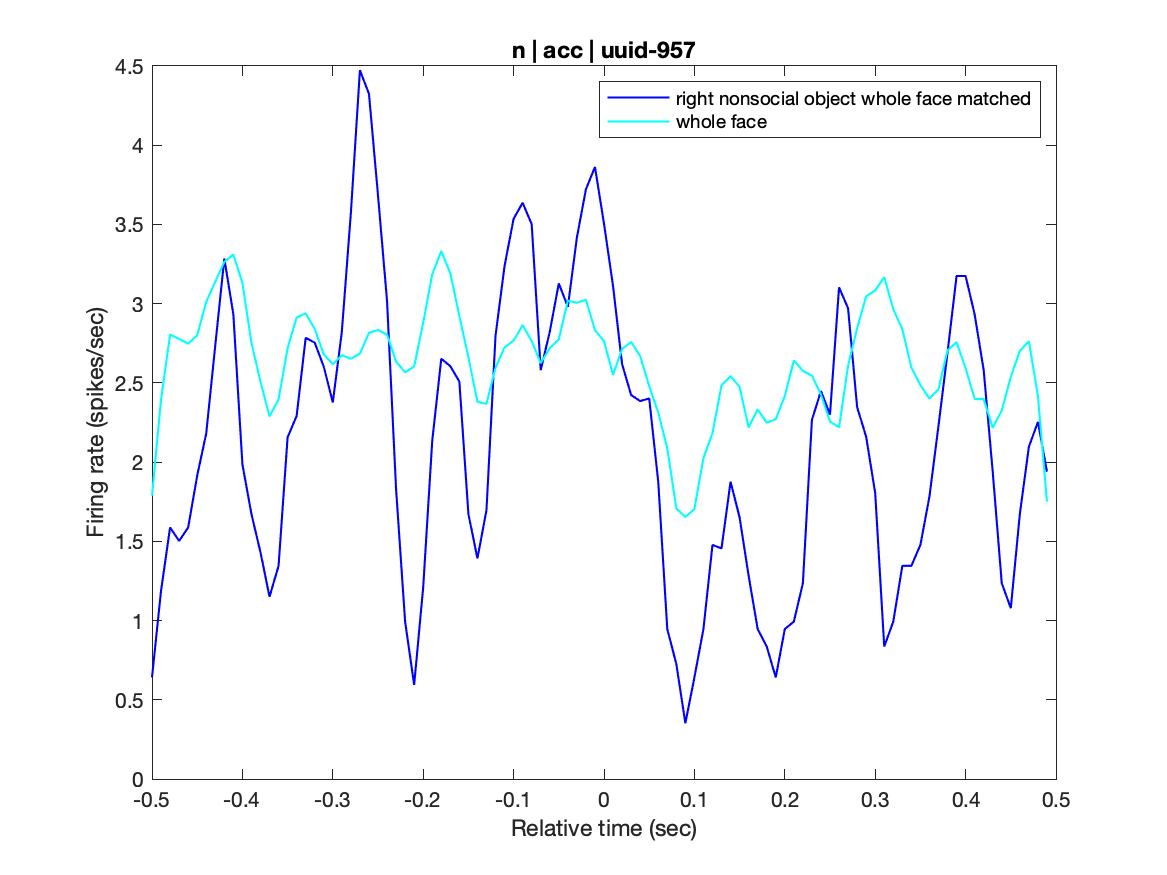 n | acc | uuid-957
right nonsocial object whole face matched
whole face
4.5
4
3.5
3
2.5
2
1.5
1
0.5
0
Firing rate (spikes/sec)
-0.5 -0.4 -0.3 -0.2 -0.1 0 0.1 0.2 0.3 0.4 0.5
Relative time (sec)